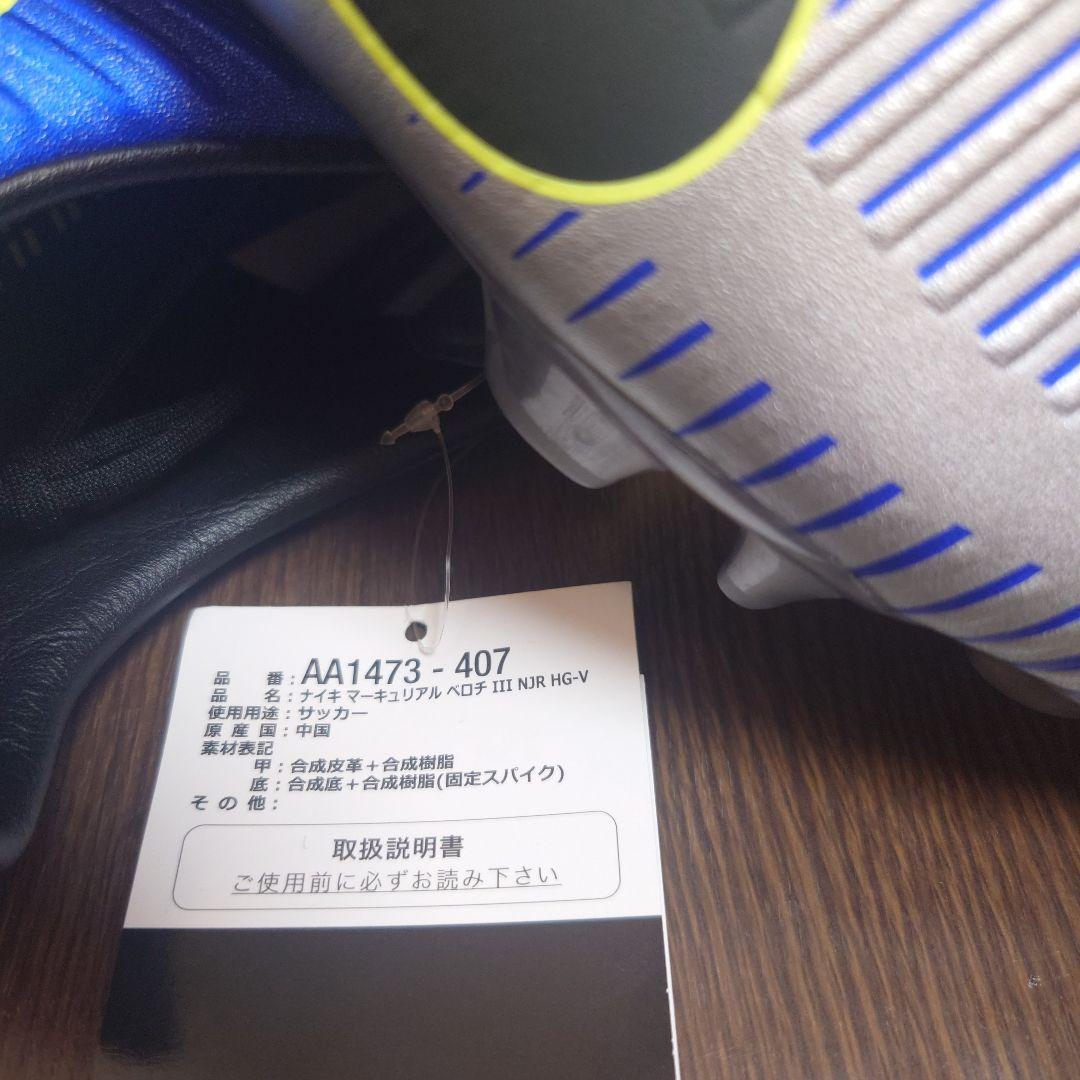 品 番 : AA1473 - 407
品 名 : ナイキ マーキュリアル ベロチ III NJR HG-V
使用用途 : サッカー
原 産 国 : 中国
素材表記
甲 : 合成皮革＋合成樹脂
底 : 合成底＋合成樹脂(固定スパイク)
そ の 他 :
取扱説明書
ご使用前に必ずお読み下さい